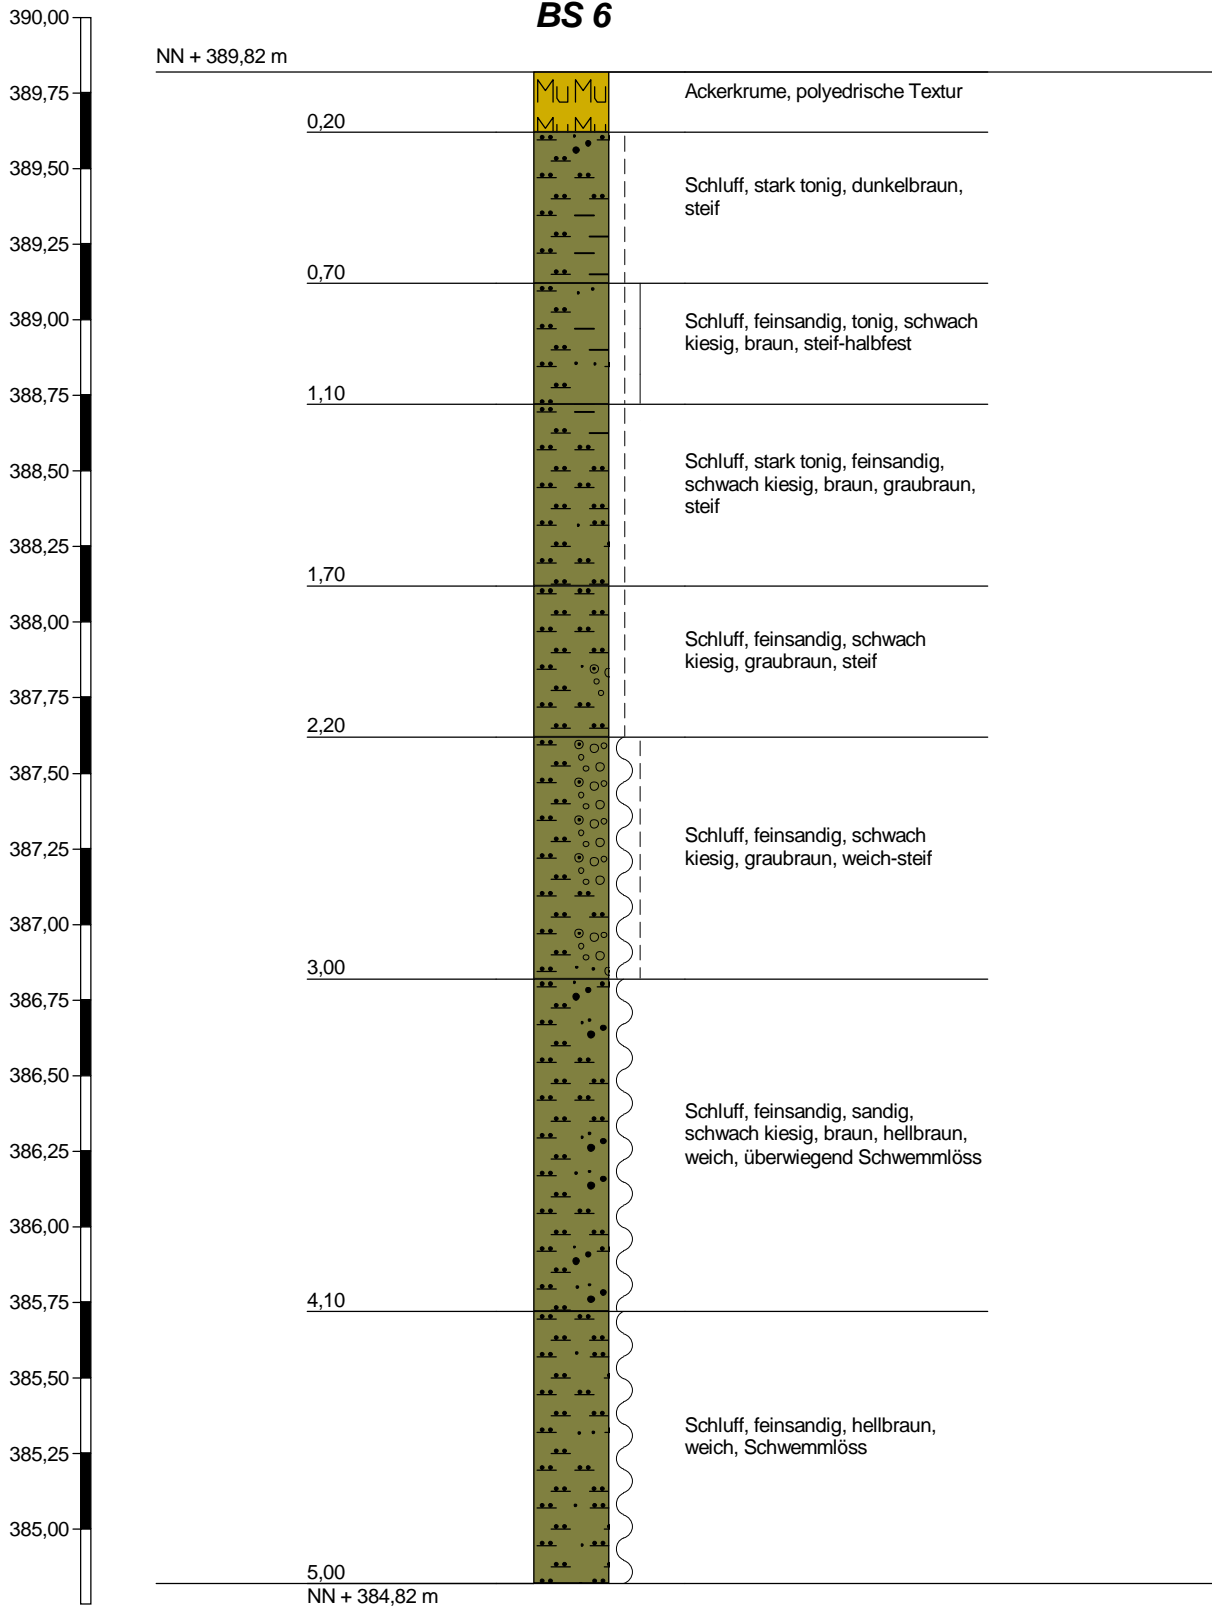 BS 6
390,00
NN + 389,82 m
389,75
Ackerkrume, polyedrische Textur
Mu Mu
Mu Mu
0,20
389,50
Schluff, stark tonig, dunkelbraun,
steif
389,25
0,70
389,00
Schluff, feinsandig, tonig, schwach
kiesig, braun, steif-halbfest
388,75
1,10
388,50
Schluff, stark tonig, feinsandig,
schwach kiesig, braun, graubraun,
steif
388,25
1,70
388,00
Schluff, feinsandig, schwach
kiesig, graubraun, steif
387,75
2,20
387,50
387,25
Schluff, feinsandig, schwach
kiesig, graubraun, weich-steif
387,00
3,00
386,75
386,50
Schluff, feinsandig, sandig,
schwach kiesig, braun, hellbraun,
weich, überwiegend Schwemmlöss
386,25
386,00
385,75
4,10
385,50
Schluff, feinsandig, hellbraun,
weich, Schwemmlöss
385,25
385,00
5,00
NN + 384,82 m